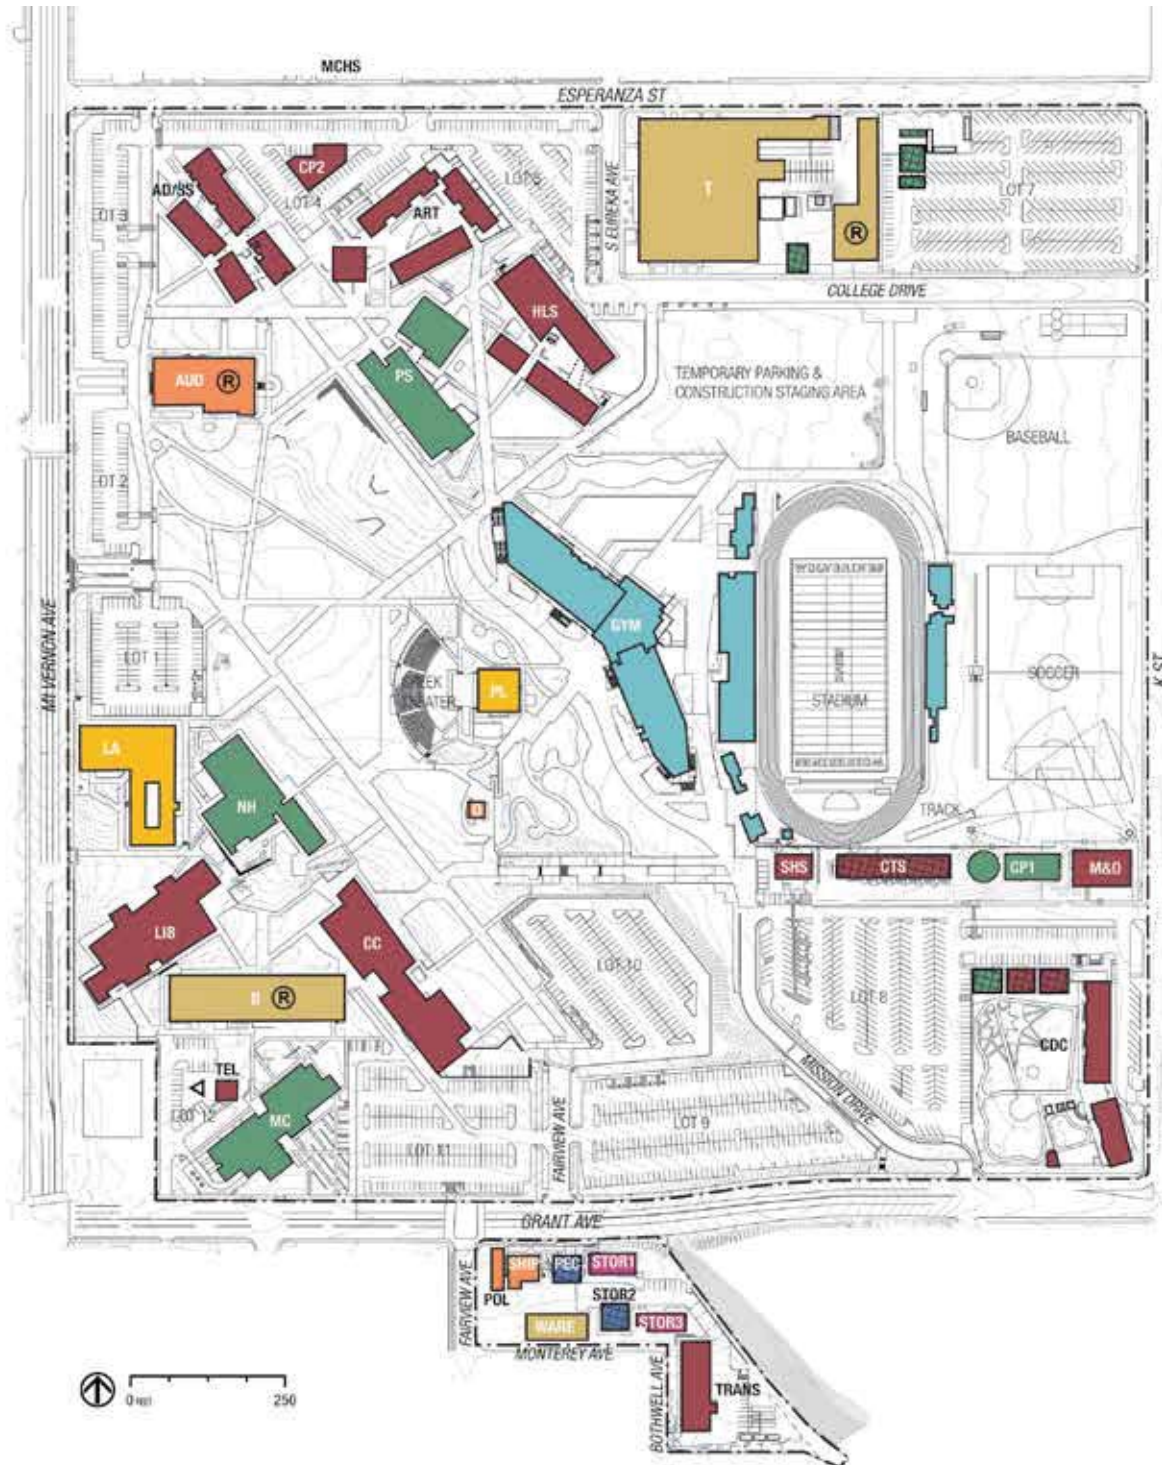 MCHS
ESPERANZA ST
CP2
AD/SS
LOT 5
LOT 4
LOT 3
ART
S EUREKA AVE
T
LOT 7
R
COLLEGE DRIVE
HLS
AUD R
PS
TEMPORARY PARKING &
CONSTRUCTION STAGING AREA
BASEBALL
LOT 2
MT VERNON AVE
GYM
LOT 1
PL
STADIUM
SOCCER
K ST
LA
NH
TRACK
SHS
CTS
CP1
M&O
LIB
CC
LOT 10
LOT 8
B R
CDC
TEL
LOT 12
MC
LOT 11
FAIRVIEW AVE
LOT 9
MISSION DRIVE
GRANT AVE
FAIRVIEW AVE
SHIP
PEC
STOR1
POL
STOR2
WARE
STOR3
MONTEREY AVE
BOTHWELL AVE
TRANS
0 FEET
250